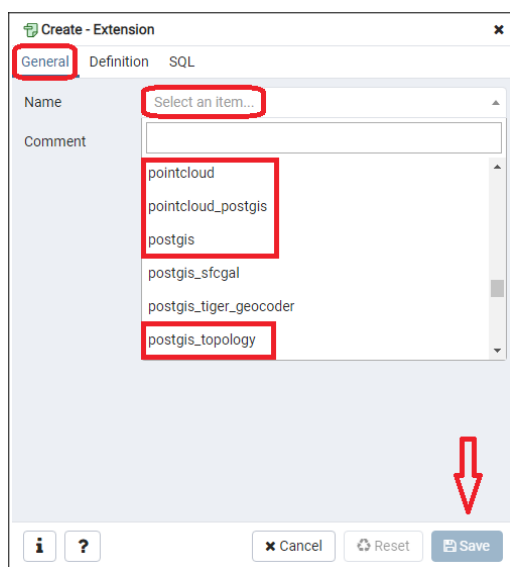 Create - Extension
General Definition SQL
Name Select an item...
Comment
pointcloud
pointcloud_postgis
postgis
postgis_sfcgal
postgis_tiger_geocoder
postgis_topology
i ? Cancel Reset Save